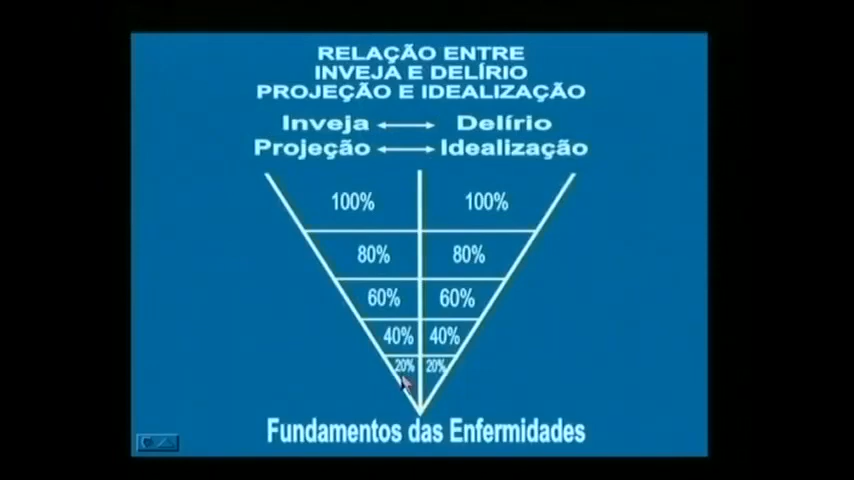 RELAÇÃO ENTRE
INVEJA E DELÍRIO
PROJEÇÃO E IDEALIZAÇÃO
Inveja Delírio
Projeção Idealização
100% 100%
80% 80%
60% 60%
40% 40%
20% 20%
Fundamentos das Enfermidades